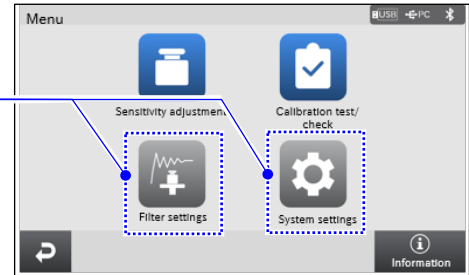 Menu
USB PC
Sensitivity adjustment
Calibration test/
check
Filter settings
System settings
Information